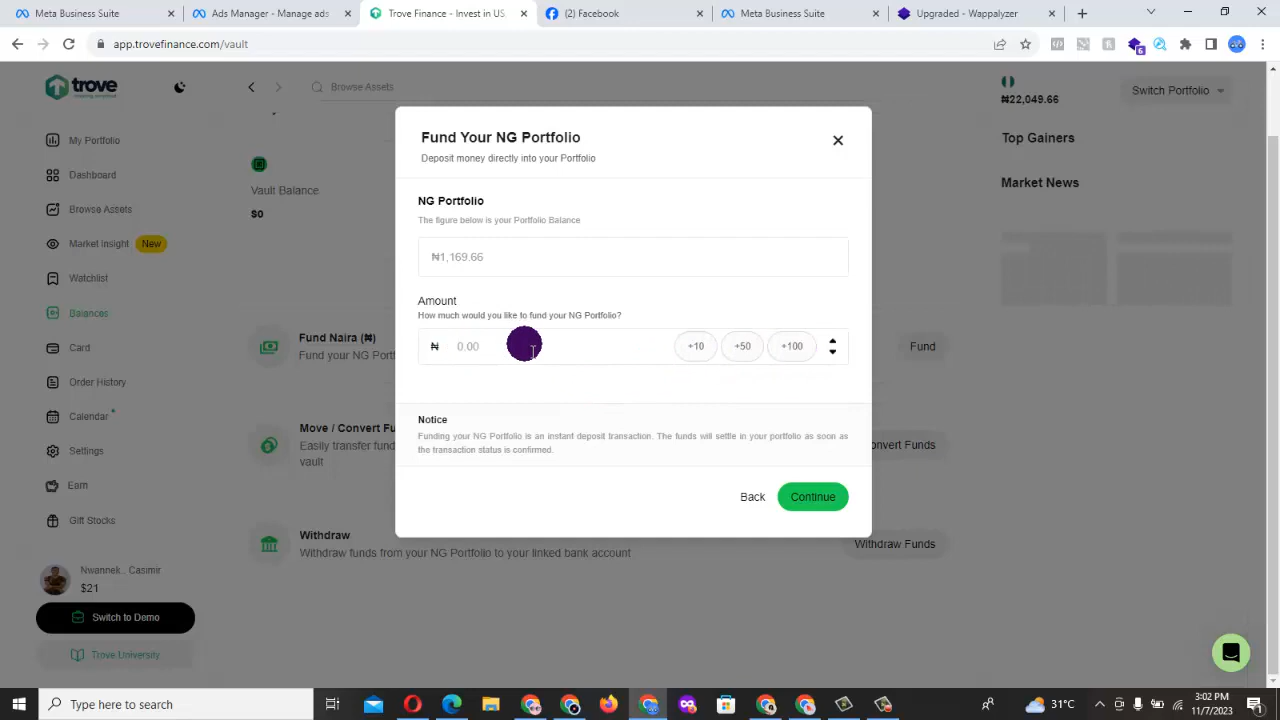 Meta Business Suite
Ads Manager - Manage ads
Trove Finance - Invest in US
(2) Facebook
Meta Business Suite
Upgraded - Wappalyzer
app.trovefinance.com/vault
6
trove
Browse Assets
₦22,049.66
Switch Portfolio
My Portfolio
Dashboard
Browse Assets
Market Insight New
Watchlist
Balances
Card
Order History
Calendar
Settings
Earn
Gift Stocks
Nwannek.. Casimir
$21
Switch to Demo
Trove University
Vault Balance
$0
Fund Naira (₦)
Fund your NG Portf
Fund
Move / Convert Fu
Easily transfer fund
vault
onvert Funds
Withdraw
Withdraw funds from your NG Portfolio to your linked bank account
Withdraw Funds
Fund Your NG Portfolio
Deposit money directly into your Portfolio
NG Portfolio
The figure below is your Portfolio Balance
₦1,169.66
Amount
How much would you like to fund your NG Portfolio?
₦ 0.00 +10 +50 +100
Notice
Funding your NG Portfolio is an instant deposit transaction. The funds will settle in your portfolio as soon as
the transaction status is confirmed.
Back Continue
Top Gainers
Market News
Type here to search
31°C
3:02 PM
11/7/2023